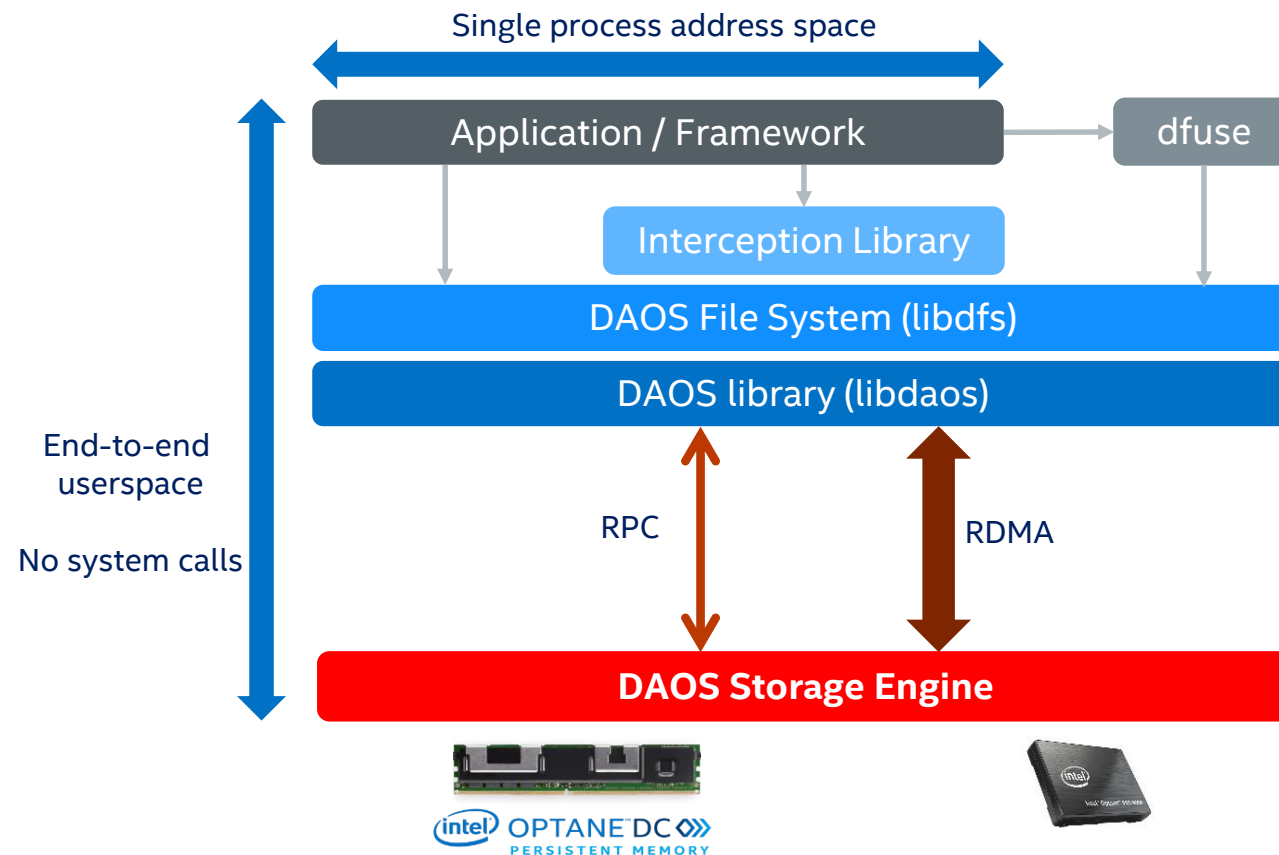 Single process address space
Application / Framework
dfuse
Interception Library
DAOS File System (libdfs)
DAOS library (libdaos)
End-to-end
userspace
No system calls
RPC
RDMA
DAOS Storage Engine
intel OPTANE DC
PERSISTENT MEMORY
intel